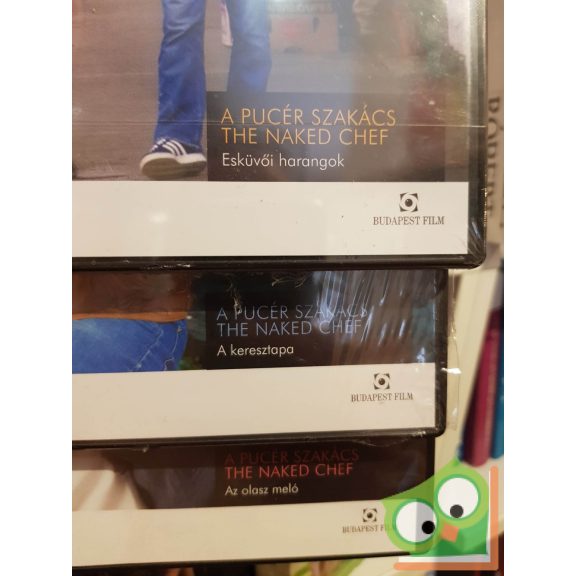 A PUCÉR SZAKÁCS
THE NAKED CHEF
Esküvői harangok
BUDAPEST FILM
A PUCÉR SZAKÁCS
THE NAKED CHEF
A keresztapa
BUDAPEST FILM
A PUCÉR SZAKÁCS
THE NAKED CHEF
Az olasz meló
BUDAPEST